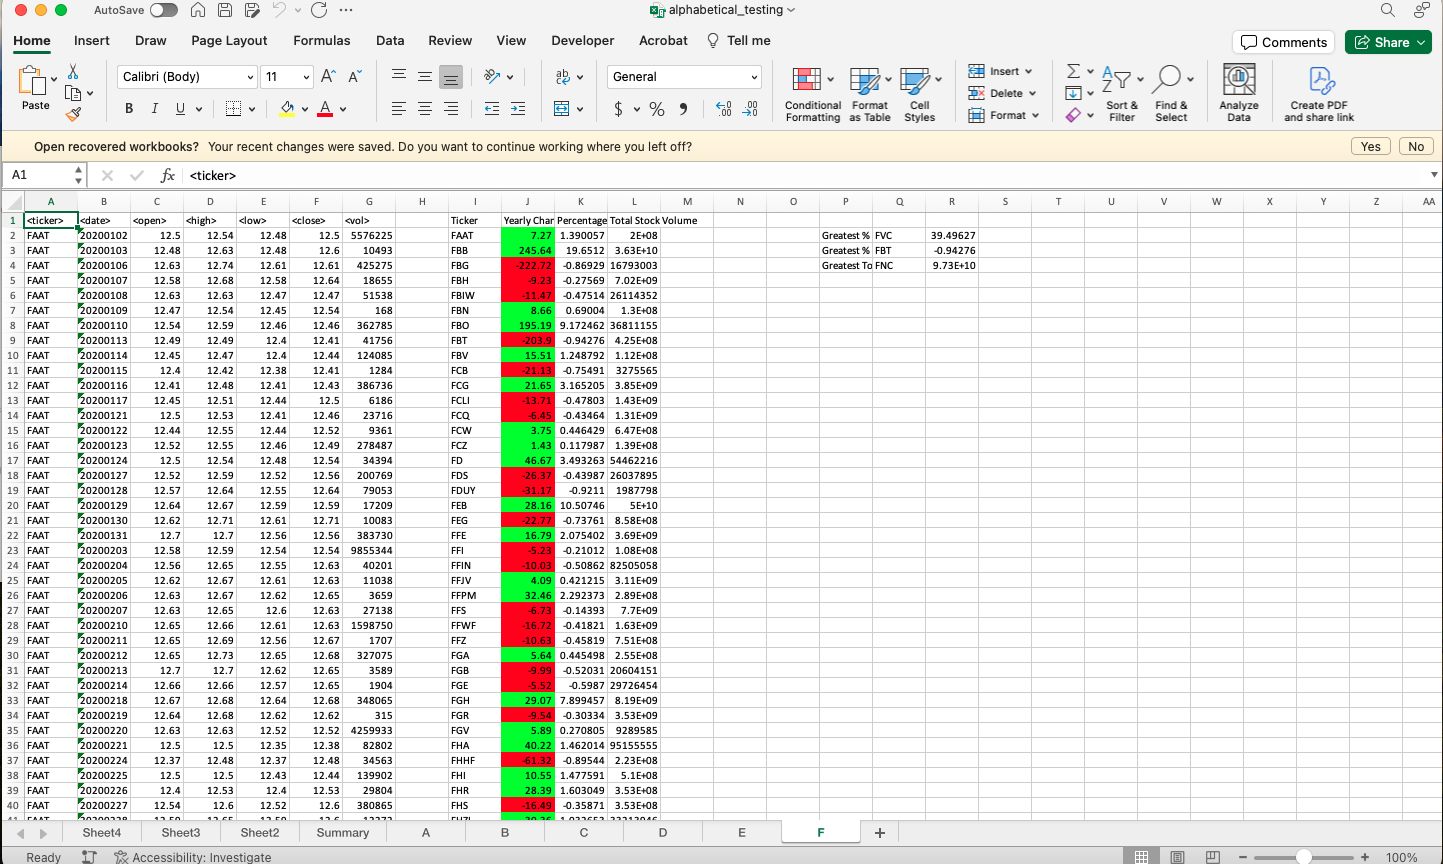 AutoSave alphabetical_testing
Home Insert Draw Page Layout Formulas Data Review View Developer Acrobat Tell me Comments Share
Paste Calibri (Body) 11 General Conditional Formatting Format as Table Cell Styles Insert Delete Format Sort & Filter Find & Select Analyze Data Create PDF and share link
Open recovered workbooks? Your recent changes were saved. Do you want to continue working where you left off? Yes No
A1 fx <ticker>
A B C D E F G H I J K L M N O P Q R S T U V W X Y Z AA
1 <ticker> <date> <open> <high> <low> <close> <vol> Ticker Yearly Char Percentage Total Stock Volume
2 FAAT 20200102 12.5 12.54 12.48 12.5 5576225 FAAT 7.27 1.390057 2E+08 Greatest % FVC 39.49627
3 FAAT 20200103 12.48 12.63 12.48 12.6 10493 FBB 245.64 19.6512 3.63E+10 Greatest % FBT -0.94276
4 FAAT 20200106 12.63 12.74 12.61 12.61 425275 FBG -222.72 -0.86929 16793003 Greatest To FNC 9.73E+10
5 FAAT 20200107 12.58 12.68 12.58 12.64 18655 FBH -9.23 -0.27569 7.02E+09
6 FAAT 20200108 12.63 12.63 12.47 12.47 51538 FBIW -11.47 -0.47514 26114352
7 FAAT 20200109 12.47 12.54 12.45 12.54 168 FBN 8.66 0.69004 1.3E+08
8 FAAT 20200110 12.54 12.59 12.46 12.46 362785 FBO 195.19 9.172462 36811155
9 FAAT 20200113 12.49 12.49 12.4 12.41 41756 FBT -203.9 -0.94276 4.25E+08
10 FAAT 20200114 12.45 12.47 12.4 12.44 124085 FBV 15.51 1.248792 1.12E+08
11 FAAT 20200115 12.4 12.42 12.38 12.41 1284 FCB -21.13 -0.75491 3275565
12 FAAT 20200116 12.41 12.48 12.41 12.43 386736 FCG 21.65 3.165205 3.85E+09
13 FAAT 20200117 12.45 12.51 12.44 12.5 6186 FCLI -13.71 -0.47803 1.43E+09
14 FAAT 20200121 12.5 12.53 12.41 12.46 23716 FCQ -6.45 -0.43464 1.31E+09
15 FAAT 20200122 12.44 12.55 12.44 12.52 9361 FCW 3.75 0.446429 6.47E+08
16 FAAT 20200123 12.52 12.55 12.46 12.49 278487 FCZ 1.43 0.117987 1.39E+08
17 FAAT 20200124 12.5 12.54 12.48 12.54 34394 FD 46.67 3.493263 54462216
18 FAAT 20200127 12.52 12.59 12.52 12.56 200769 FDS -26.37 -0.43987 26037895
19 FAAT 20200128 12.57 12.64 12.55 12.64 79053 FDUY -31.17 -0.9211 1987798
20 FAAT 20200129 12.64 12.67 12.59 12.59 17209 FEB 28.16 10.50746 5E+10
21 FAAT 20200130 12.62 12.71 12.61 12.71 10083 FEG -22.77 -0.73761 8.58E+08
22 FAAT 20200131 12.7 12.7 12.56 12.56 383730 FFE 16.79 2.075402 3.69E+09
23 FAAT 20200203 12.58 12.59 12.54 12.54 9855344 FFI -5.23 -0.21012 1.08E+08
24 FAAT 20200204 12.56 12.65 12.55 12.63 40201 FFIN -10.03 -0.50862 82505058
25 FAAT 20200205 12.62 12.67 12.61 12.63 11038 FFJV 4.09 0.421215 3.11E+09
26 FAAT 20200206 12.63 12.67 12.62 12.65 3659 FFPM 32.46 2.292373 2.89E+08
27 FAAT 20200207 12.63 12.65 12.6 12.63 27138 FFS -6.73 -0.14393 7.7E+09
28 FAAT 20200210 12.65 12.66 12.61 12.63 1598750 FFWF -16.72 -0.41821 1.63E+09
29 FAAT 20200211 12.65 12.69 12.56 12.67 1707 FFZ -10.63 -0.45819 7.51E+08
30 FAAT 20200212 12.65 12.73 12.65 12.68 327075 FGA 5.64 0.445498 2.55E+08
31 FAAT 20200213 12.7 12.7 12.62 12.65 3589 FGB -9.99 -0.52031 20604151
32 FAAT 20200214 12.66 12.66 12.57 12.65 1904 FGE -5.52 -0.5987 29726454
33 FAAT 20200218 12.67 12.68 12.64 12.68 348065 FGH 29.07 7.899457 8.19E+09
34 FAAT 20200219 12.64 12.68 12.62 12.62 315 FGR -9.54 -0.30334 3.53E+09
35 FAAT 20200220 12.63 12.63 12.52 12.52 4259933 FGV 5.89 0.270805 9289585
36 FAAT 20200221 12.5 12.5 12.35 12.38 82802 FHA 40.22 1.462014 95155555
37 FAAT 20200224 12.37 12.48 12.37 12.48 34563 FHHF -61.32 -0.89544 2.23E+08
38 FAAT 20200225 12.5 12.5 12.43 12.44 139902 FHI 10.55 1.477591 5.1E+08
39 FAAT 20200226 12.4 12.53 12.4 12.53 29804 FHR 28.39 1.603049 3.53E+08
40 FAAT 20200227 12.54 12.6 12.52 12.6 380865 FHS -16.49 -0.35871 3.53E+08
Sheet4 Sheet3 Sheet2 Summary A B C D E F +
Ready Accessibility: Investigate 100%